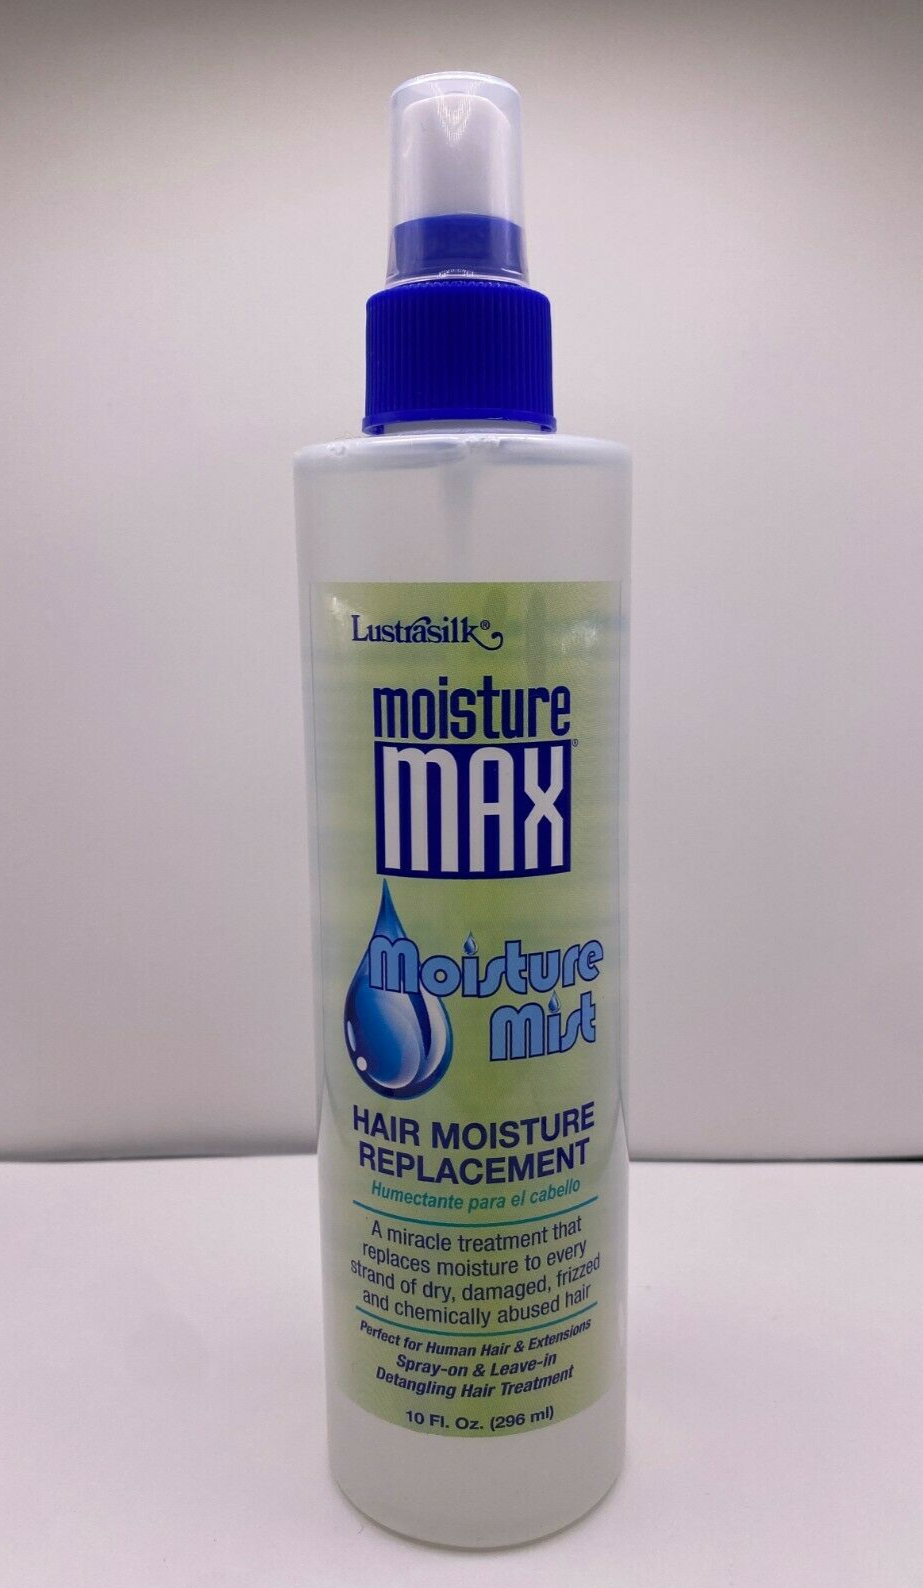 Lustrasilk®
moisture
MAX®
Moisture
Mist
HAIR MOISTURE
REPLACEMENT
Humectante para el cabello
A miracle treatment that
replaces moisture to every
strand of dry, damaged, frizzed
and chemically abused hair
Perfect for Human Hair & Extensions
Spray-on & Leave-in
Detangling Hair Treatment
10 Fl. Oz. (296 ml)